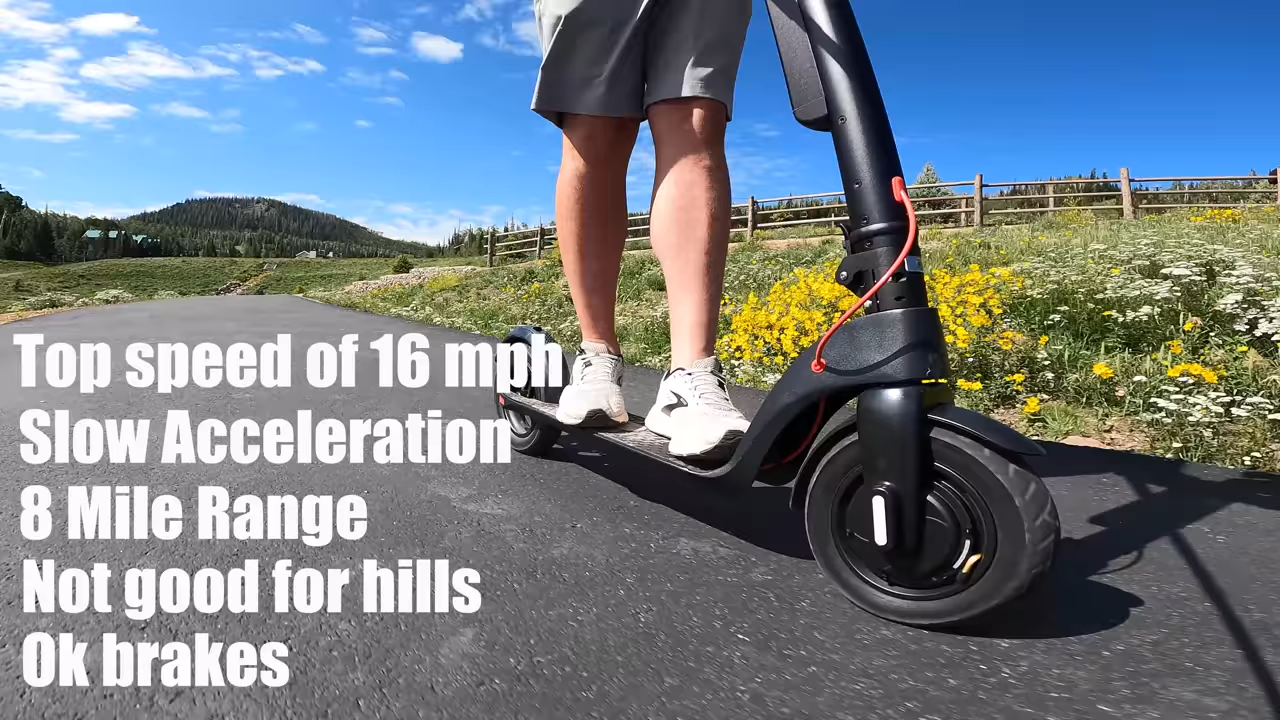 Top speed of 16 mph
Slow Acceleration
8 Mile Range
Not good for hills
Ok brakes